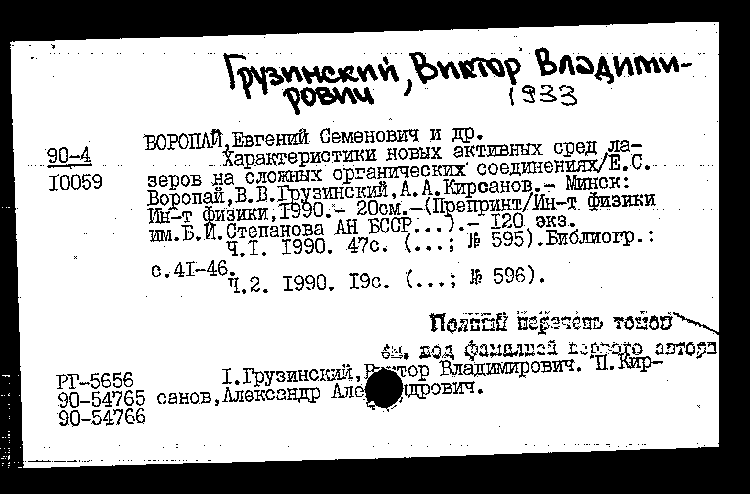 Грузинский, Виктор Владими-
рович 1933
ВОРОПАЙ,Евгений Семенович и др.
90-4 Характеристики новых активных сред ла-
I0059 зеров на сложных органических соединениях/Е.С.
Воропай,В.В.Грузинский,А.А.Кирсанов.- Минск:
Ин-т физики,I990.- 20см.-(Препринт/Ин-т физики
им.Б.И.Степанова АН БССР...).- I20 экз.
Ч.I. I990. 47с. (...; № 595).Библиогр.:
с.4I-46.
Ч.2. I990. I9с. (...; № 596).
Полный перечень томов
см. под фамилией первого автора
РГ-5656 I.Грузинский,Виктор Владимирович. П.Кир-
90-54765 санов,Александр Александрович.
90-54766